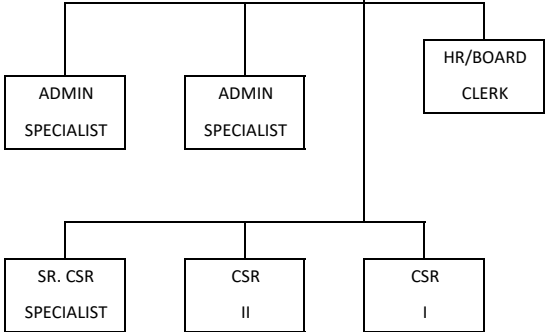 HR/BOARD
CLERK
ADMIN
SPECIALIST
ADMIN
SPECIALIST
SR. CSR
SPECIALIST
CSR
II
CSR
I